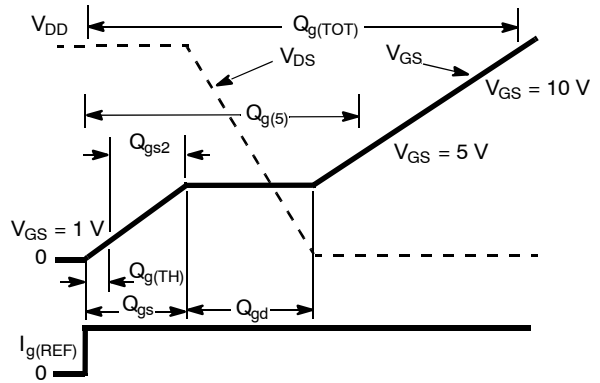 V_DD
Q_g(TOT)
V_DS
V_GS
V_GS = 10 V
Q_g(5)
Q_gs2
V_GS = 5 V
V_GS = 1 V
0
Q_g(TH)
Q_gs
Q_gd
I_g(REF)
0